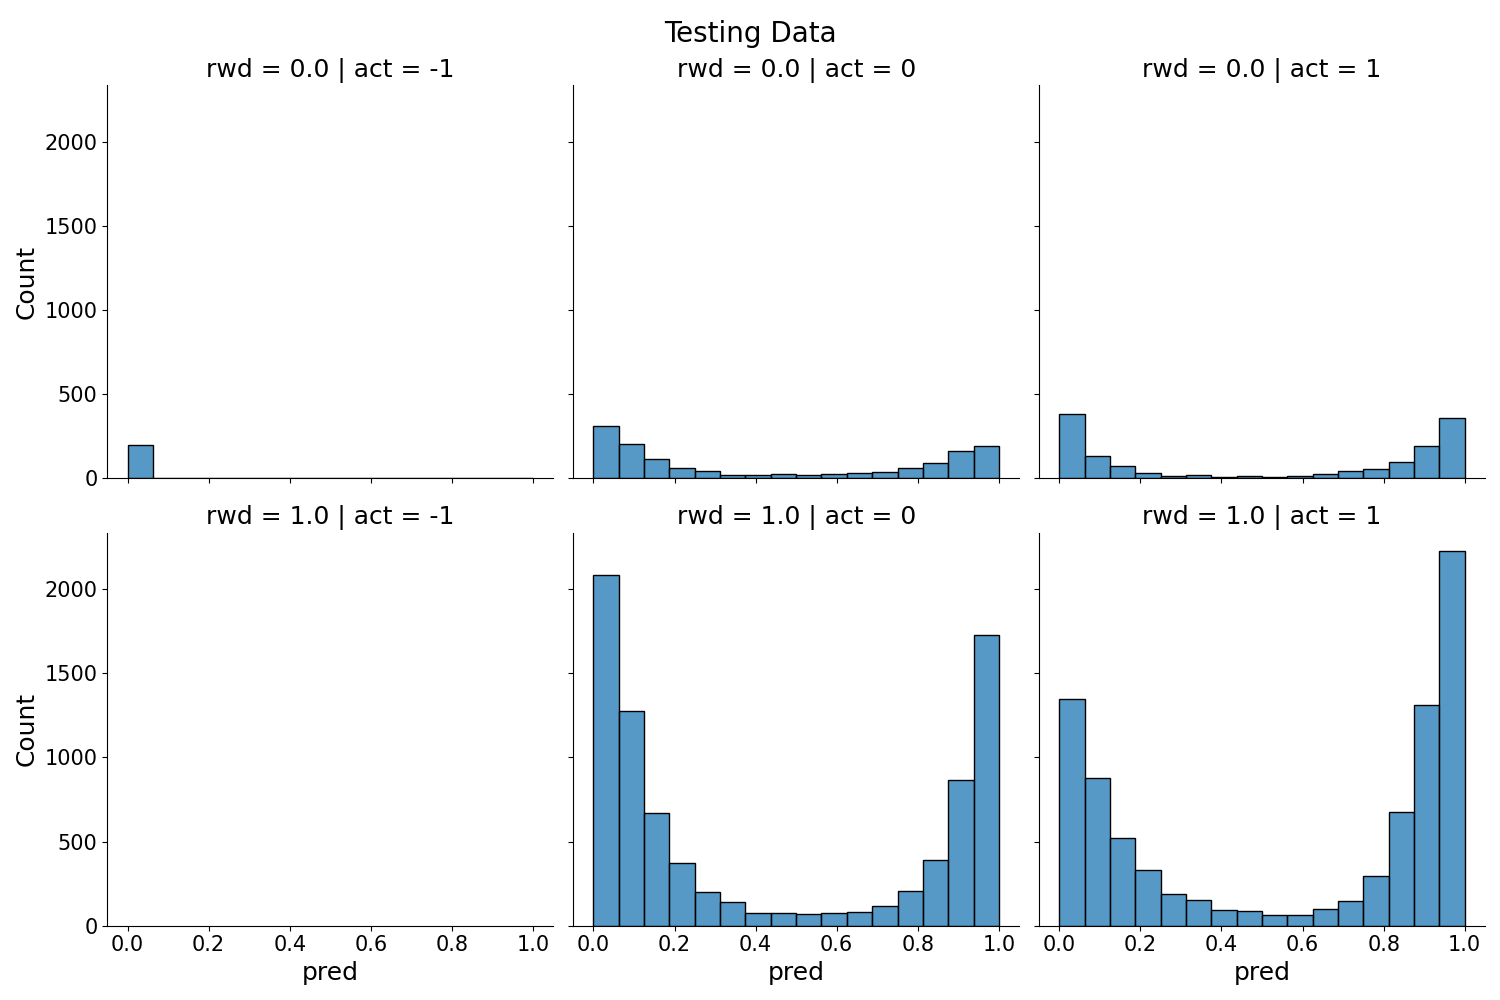 Testing Data
rwd = 0.0 | act = -1
rwd = 0.0 | act = 0
rwd = 0.0 | act = 1
Count
2000
1500
1000
500
0
rwd = 1.0 | act = -1
rwd = 1.0 | act = 0
rwd = 1.0 | act = 1
Count
2000
1500
1000
500
0
0.0 0.2 0.4 0.6 0.8 1.0
0.0 0.2 0.4 0.6 0.8 1.0
0.0 0.2 0.4 0.6 0.8 1.0
pred
pred
pred